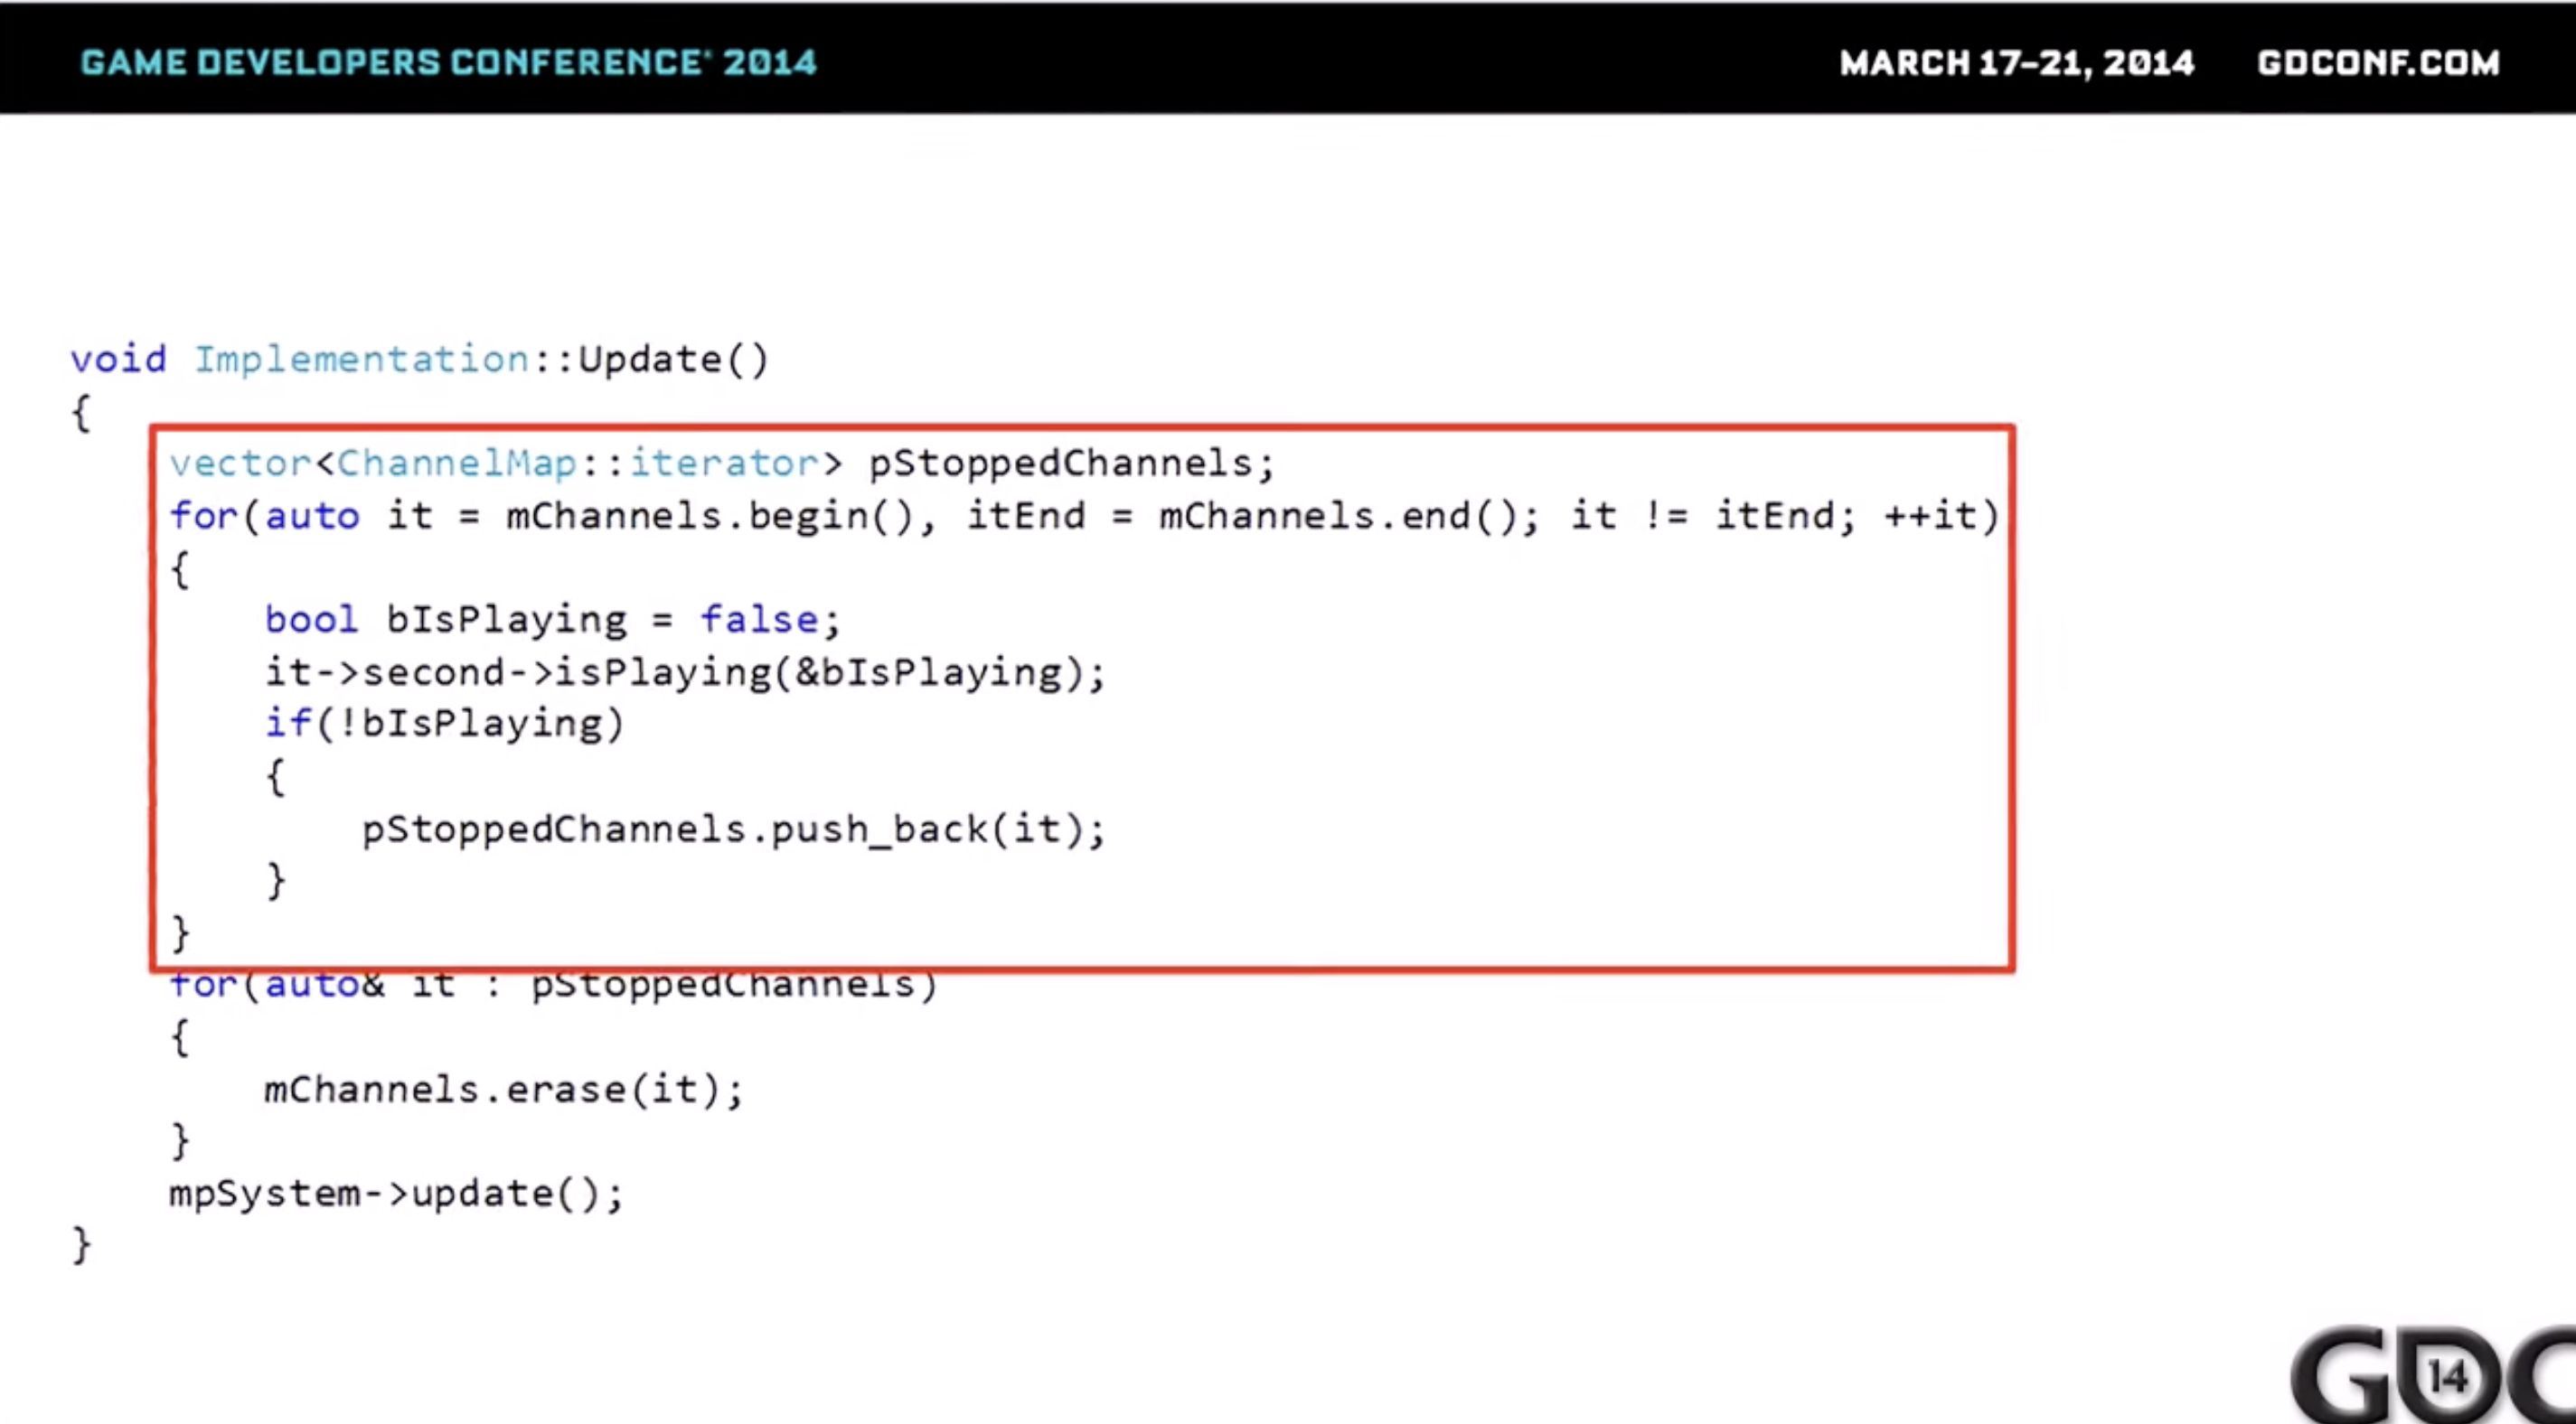 GAME DEVELOPERS CONFERENCE® 2014 MARCH 17–21, 2014 GDCONF.COM
void Implementation::Update()
{
    vector<ChannelMap::iterator> pStoppedChannels;
    for(auto it = mChannels.begin(), itEnd = mChannels.end(); it != itEnd; ++it)
    {
        bool bIsPlaying = false;
        it->second->isPlaying(&bIsPlaying);
        if(!bIsPlaying)
        {
            pStoppedChannels.push_back(it);
        }
    }
    for(auto& it : pStoppedChannels)
    {
        mChannels.erase(it);
    }
    mpSystem->update();
}
GDC
14